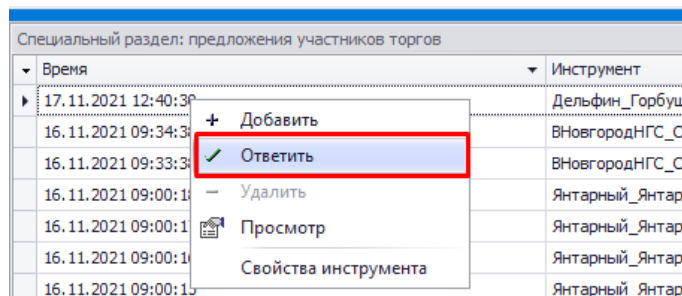 Специальный раздел: предложения участников торгов
Время Инструмент
17.11.2021 12:40:3 Дельфин_Горбуш
16.11.2021 09:34:3 ВНовгородНГС_С
16.11.2021 09:33:3 ВНовгородНГС_С
16.11.2021 09:00:1 Янтарный_Янтар
16.11.2021 09:00:1 Янтарный_Янтар
16.11.2021 09:00:1 Янтарный_Янтар
16.11.2021 09:00:1 Янтарный_Янтар
Добавить
Ответить
Удалить
Просмотр
Свойства инструмента